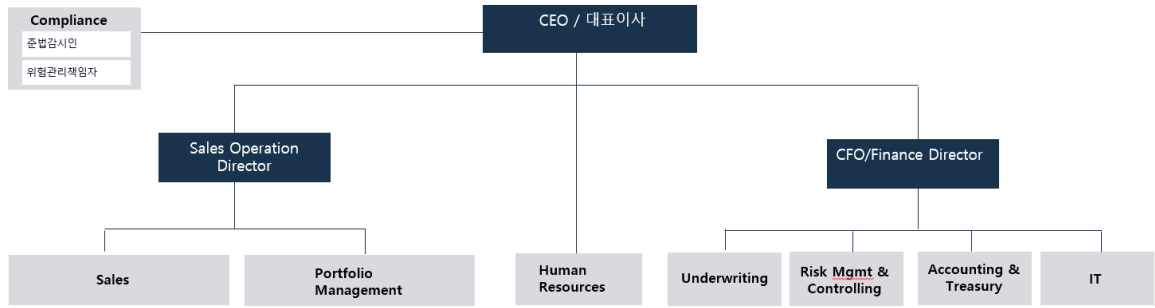 Compliance
준법감시인
위험관리책임자
CEO / 대표이사
Sales Operation
Director
CFO/Finance Director
Sales
Portfolio
Management
Human
Resources
Underwriting
Risk Mgmt &
Controlling
Accounting &
Treasury
IT